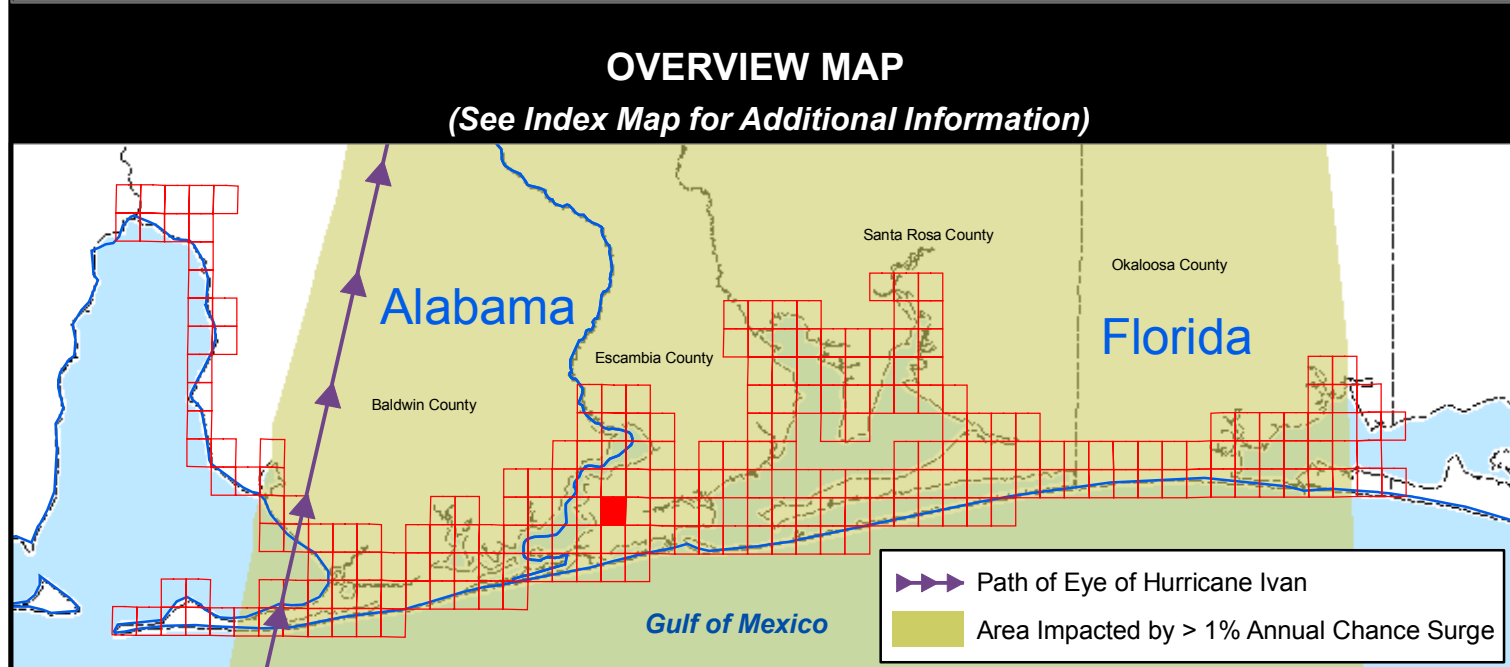 OVERVIEW MAP
(See Index Map for Additional Information)
Santa Rosa County
Okaloosa County
Alabama
Florida
Escambia County
Baldwin County
Gulf of Mexico
Path of Eye of Hurricane Ivan
Area Impacted by > 1% Annual Chance Surge